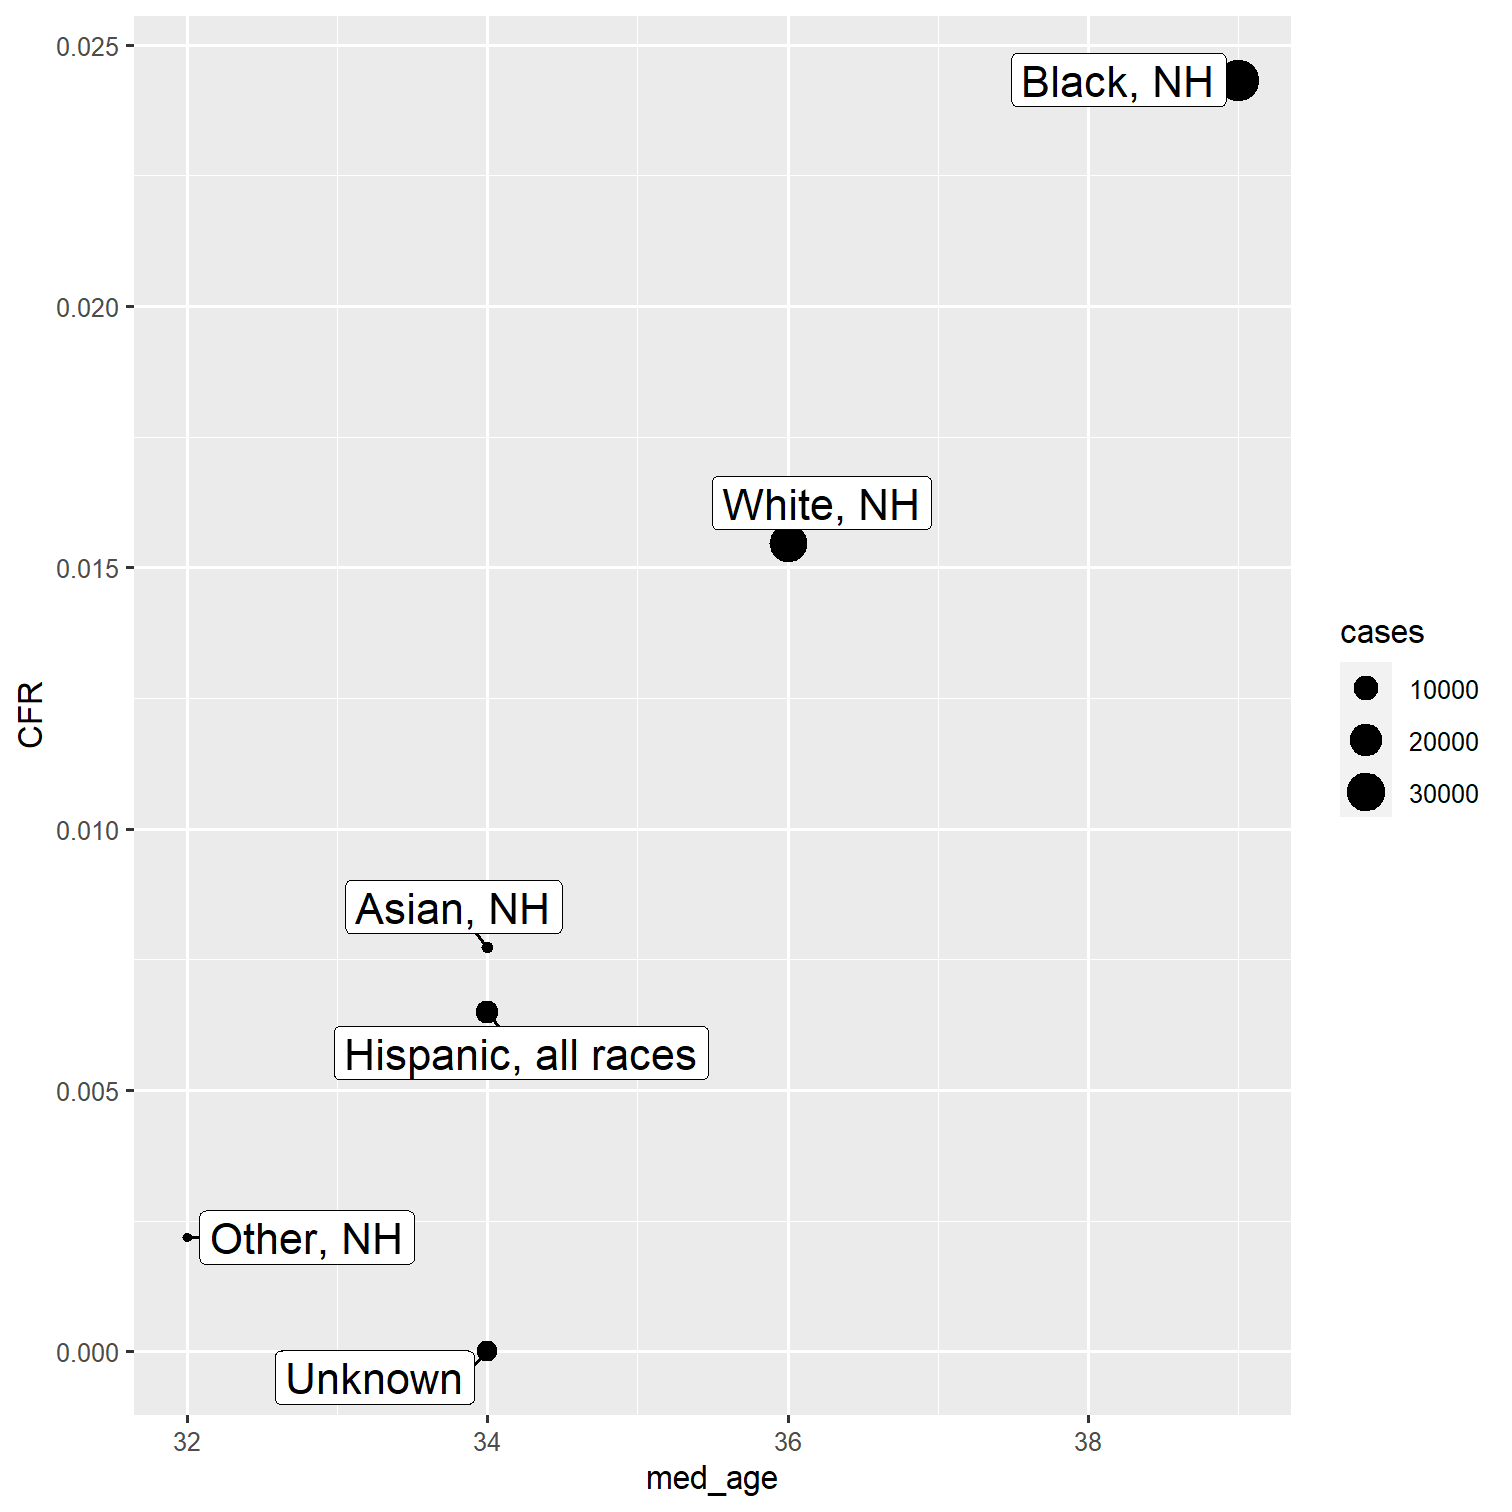 0.025
Black, NH
0.020
White, NH
0.015
CFR
0.010
Asian, NH
Hispanic, all races
0.005
Other, NH
0.000
Unknown
32 34 36 38
med_age
cases
10000
20000
30000